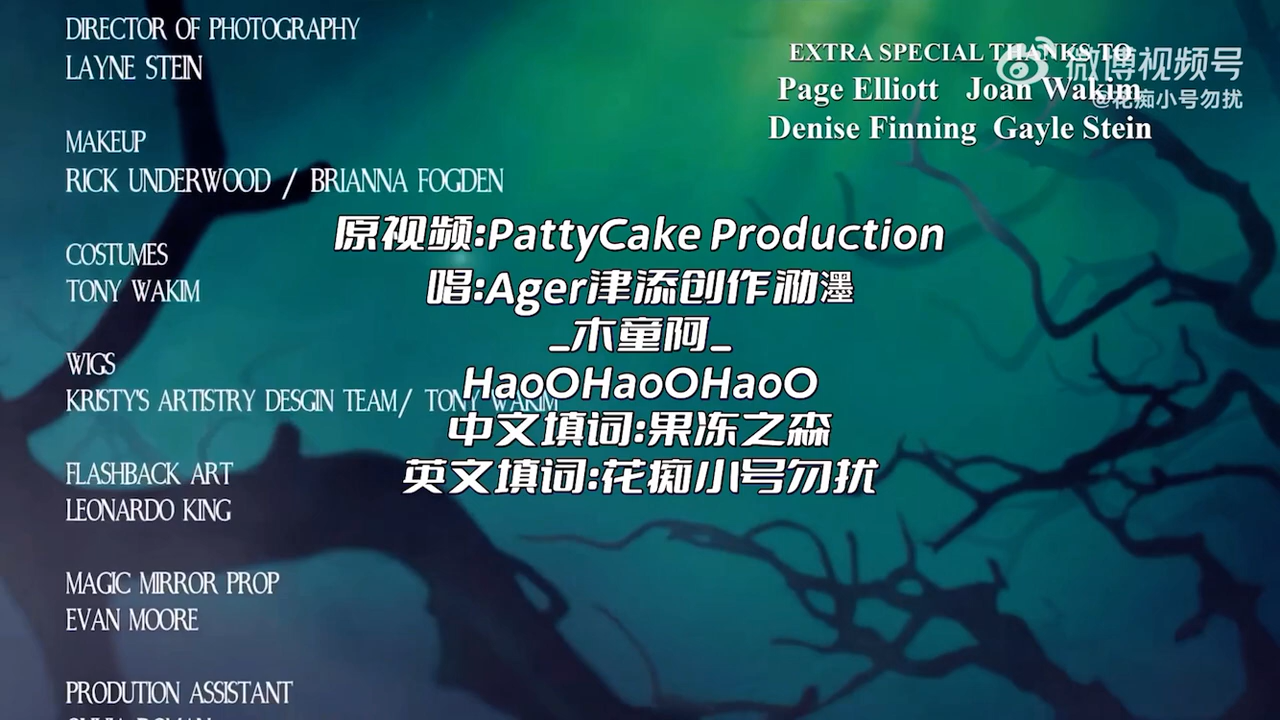 DIRECTOR OF PHOTOGRAPHY
LAYNE STEIN
MAKEUP
RICK UNDERWOOD / BRIANNA FOGDEN
COSTUMES
TONY WAKIM
WIGS
KRISTY'S ARTISTRY DESGIN TEAM/ TONY WAKIM
FLASHBACK ART
LEONARDO KING
MAGIC MIRROR PROP
EVAN MOORE
PRODUTION ASSISTANT
EXTRA SPECIAL THANKS TO
Page Elliott Joan Wakim
Denise Finning Gayle Stein
微博视频号
@花痴小号勿扰
原视频:PattyCake Production
唱:Ager津添创作泑濹
_木童阿_
HaoOHaoOHaoO
中文填词:果冻之森
英文填词:花痴小号勿扰